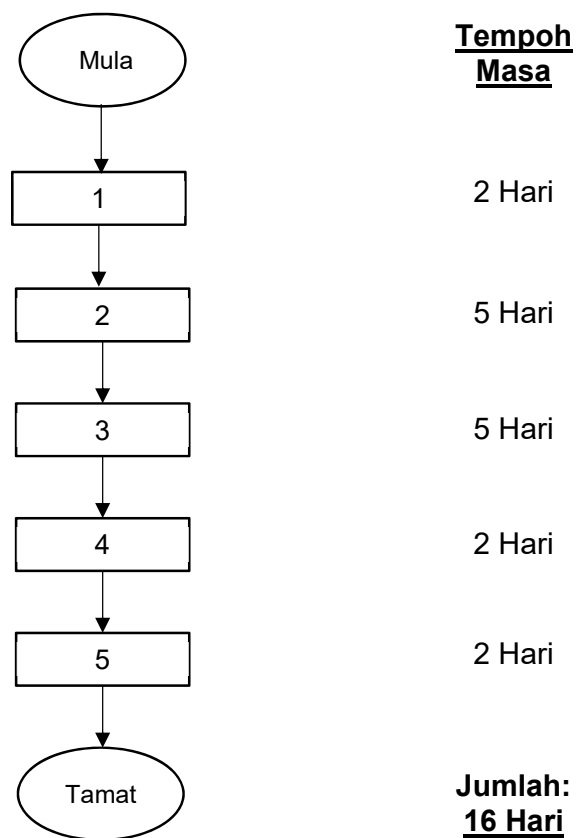 Mula
Tempoh
Masa
1
2 Hari
2
5 Hari
3
5 Hari
4
2 Hari
5
2 Hari
Tamat
Jumlah:
16 Hari